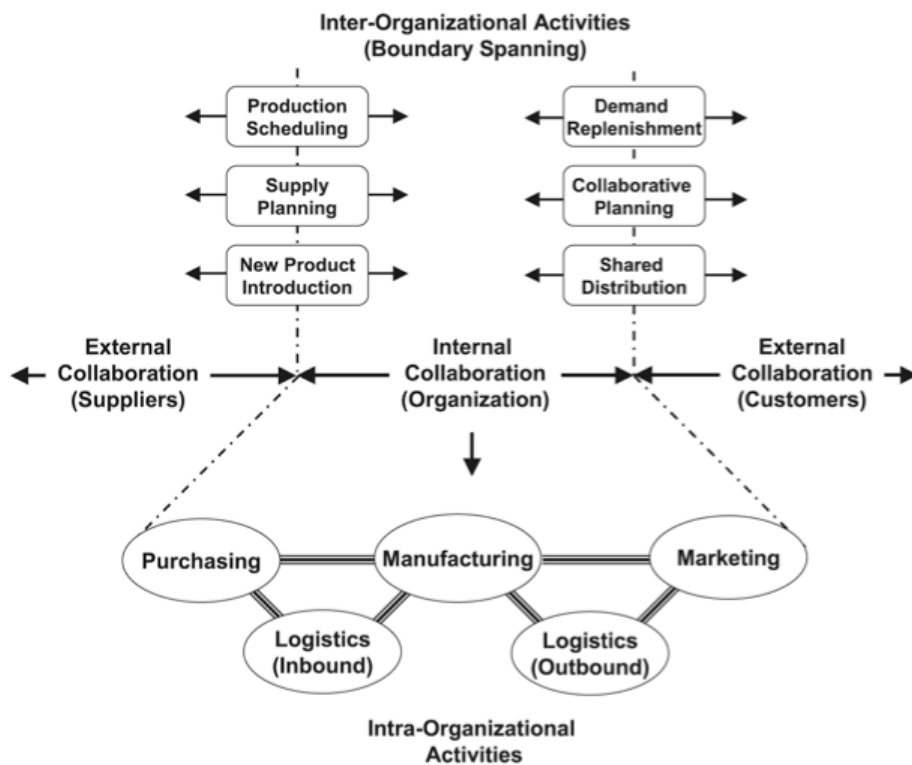 Inter-Organizational Activities
(Boundary Spanning)
Production
Scheduling
Demand
Replenishment
Supply
Planning
Collaborative
Planning
New Product
Introduction
Shared
Distribution
External
Collaboration
(Suppliers)
Internal
Collaboration
(Organization)
External
Collaboration
(Customers)
Purchasing
Manufacturing
Marketing
Logistics
(Inbound)
Logistics
(Outbound)
Intra-Organizational
Activities